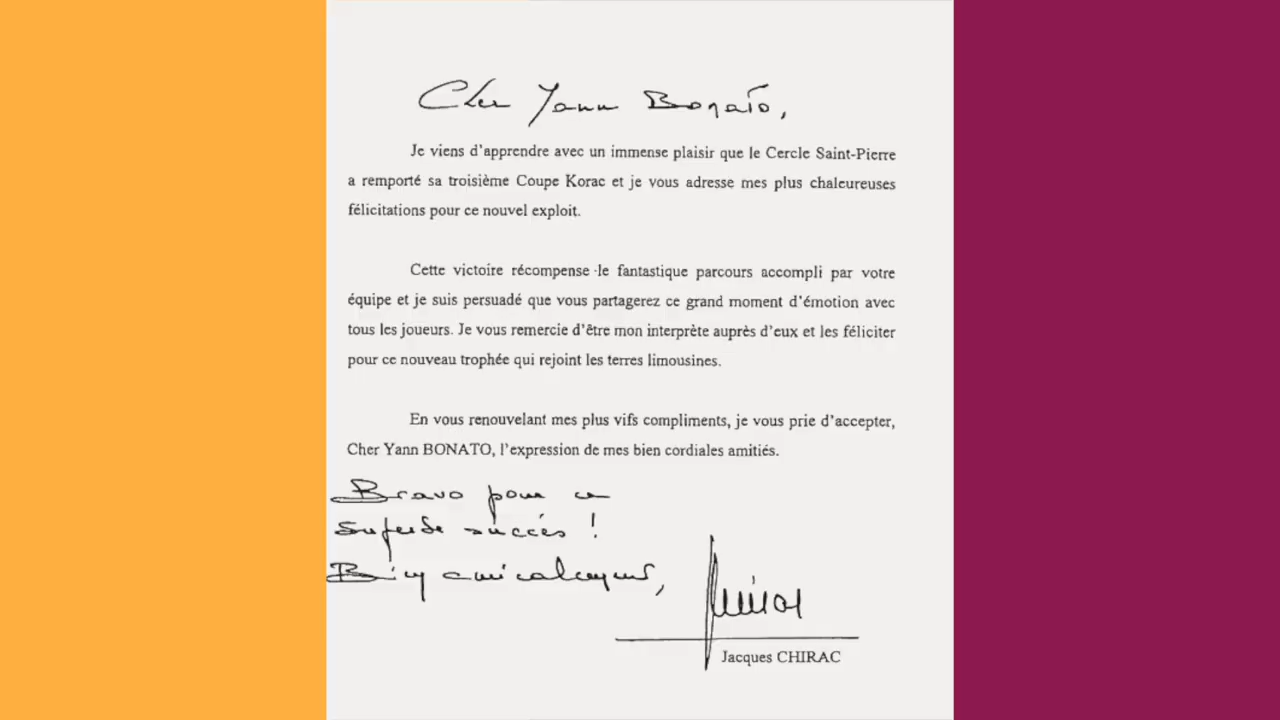 Cher Yann Bonato,
Je viens d'apprendre avec un immense plaisir que le Cercle Saint-Pierre
a remporté sa troisième Coupe Korac et je vous adresse mes plus chaleureuses
félicitations pour ce nouvel exploit.
Cette victoire récompense le fantastique parcours accompli par votre
équipe et je suis persuadé que vous partagerez ce grand moment d'émotion avec
tous les joueurs. Je vous remercie d'être mon interprète auprès d'eux et les féliciter
pour ce nouveau trophée qui rejoint les terres limousines.
En vous renouvelant mes plus vifs compliments, je vous prie d'accepter,
Cher Yann BONATO, l'expression de mes bien cordiales amitiés.
Bravo pour ce
superbe succès !
Bien amicalement,
Jacques CHIRAC